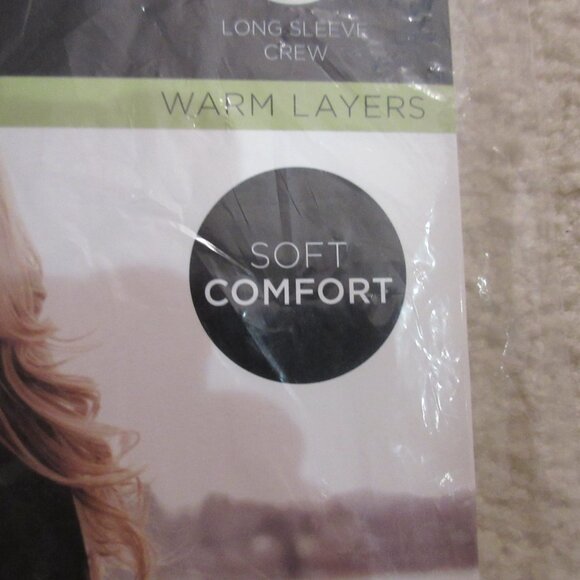 LONG SLEEVE
CREW
WARM LAYERS
SOFT
COMFORT